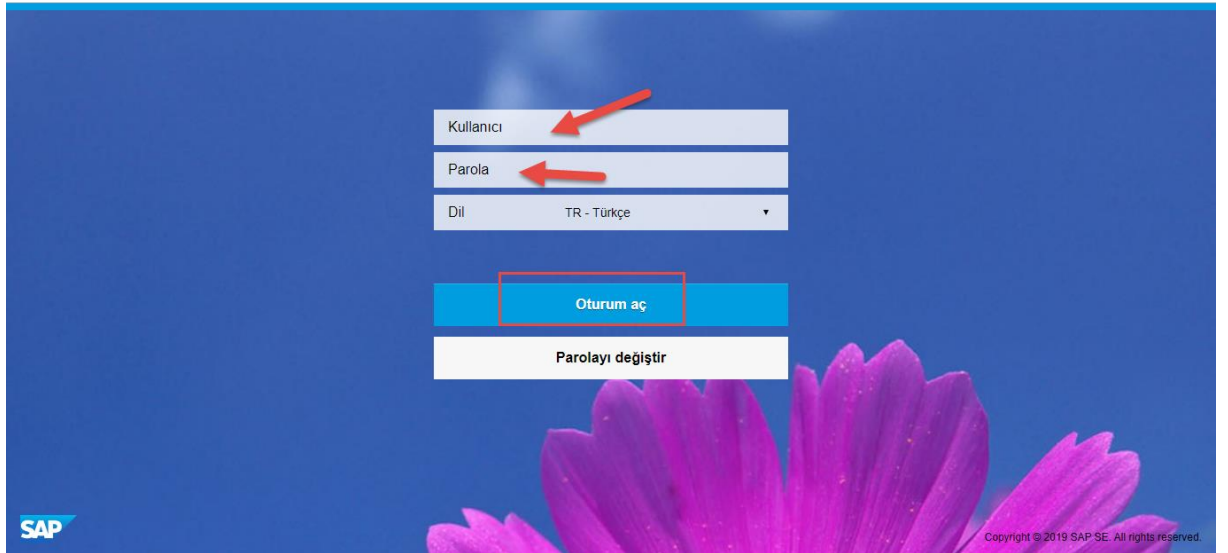 Kullanıcı
Parola
Dil TR - Türkçe
Oturum aç
Parolayı değiştir
SAP
Copyright © 2019 SAP SE. All rights reserved.